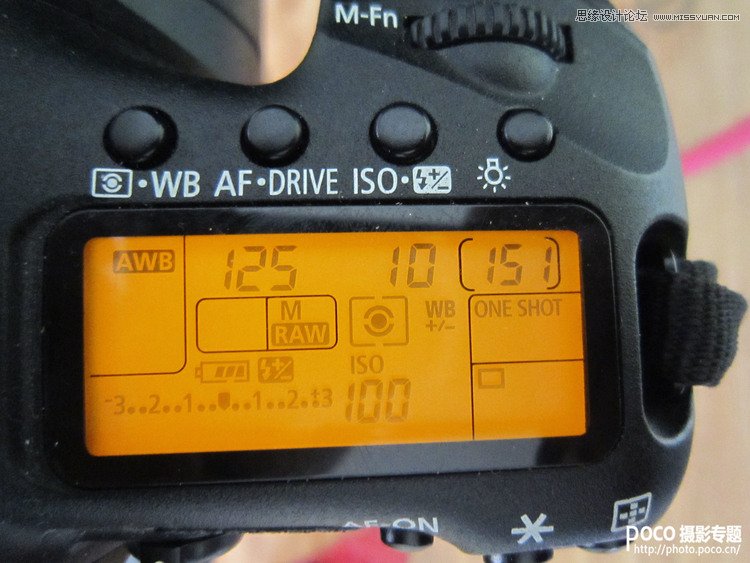 思缘设计论坛 WWW.MISSYUAN.COM
M-Fn
WB AF•DRIVE ISO
AWB 125 10 [151]
M
RAW
WB
+/−
ONE SHOT
ISO
-3..2..1..0..1..2.+3
100
AF-ON
poco 摄影专题
http://photo.poco.cn/